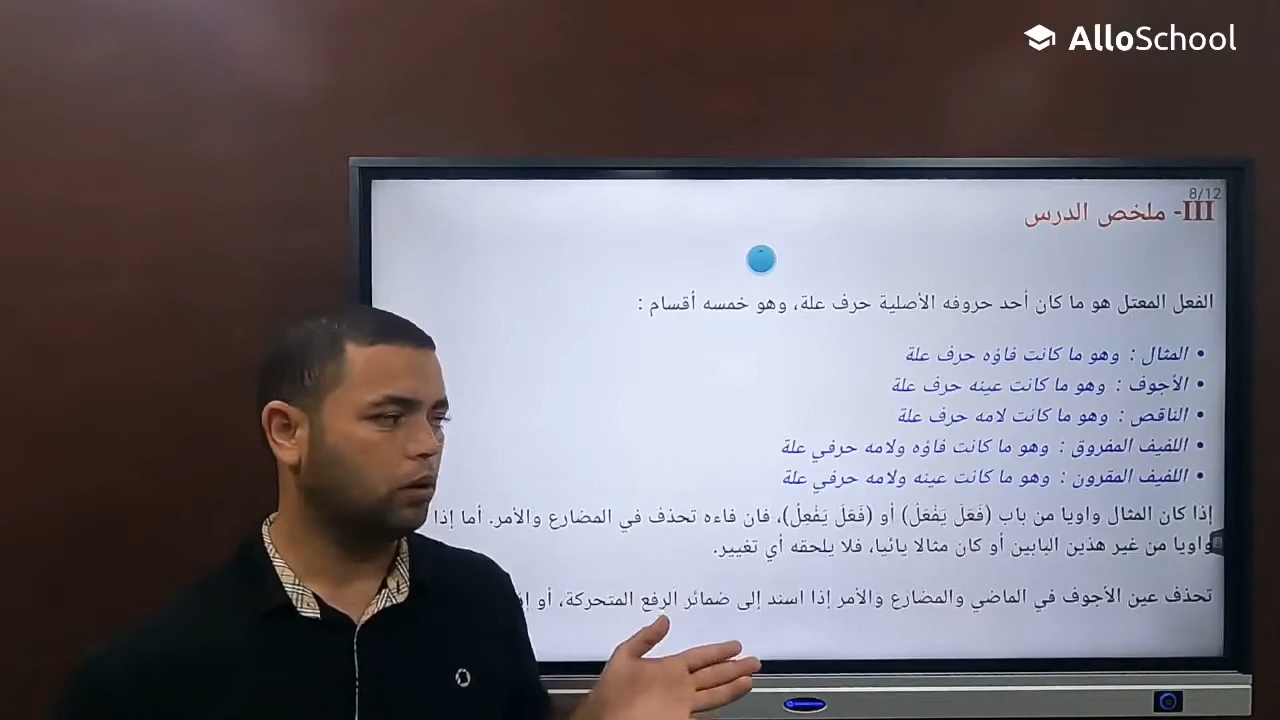 AlloSchool
8/12
III- ملخص الدرس
الفعل المعتل هو ما كان أحد حروفه الأصلية حرف علة، وهو خمسه أقسام :
• المثال : وهو ما كانت فاؤه حرف علة
• الأجوف : وهو ما كانت عينه حرف علة
• الناقص : وهو ما كانت لامه حرف علة
• اللفيف المفروق : وهو ما كانت فاؤه ولامه حرفي علة
• اللفيف المقرون : وهو ما كانت عينه ولامه حرفي علة
إذا كان المثال واويا من باب (فَعَلَ يَفْعَلُ) أو (فَعَلَ يَفْعِلُ)، فان فاءه تحذف في المضارع والأمر. أما إذا
واويا من غير هذين البابين أو كان مثالا يائيا، فلا يلحقه أي تغيير.
تحذف عين الأجوف في الماضي والمضارع والأمر إذا اسند إلى ضمائر الرفع المتحركة، أو